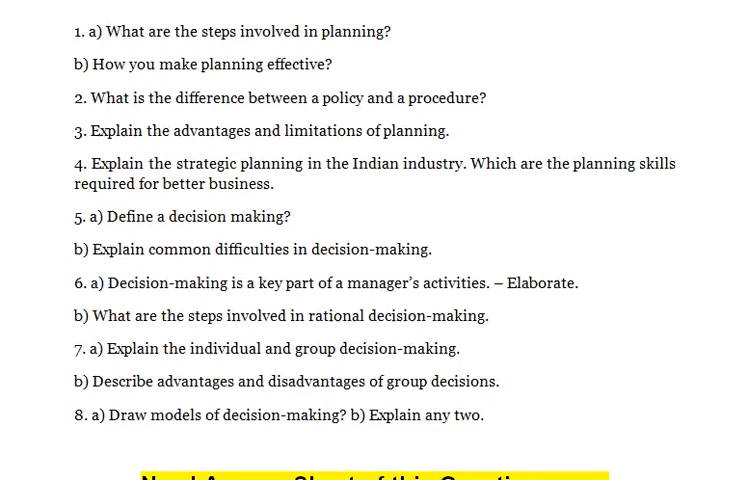 1. a) What are the steps involved in planning?
b) How you make planning effective?
2. What is the difference between a policy and a procedure?
3. Explain the advantages and limitations of planning.
4. Explain the strategic planning in the Indian industry. Which are the planning skills
required for better business.
5. a) Define a decision making?
b) Explain common difficulties in decision-making.
6. a) Decision-making is a key part of a manager's activities. – Elaborate.
b) What are the steps involved in rational decision-making.
7. a) Explain the individual and group decision-making.
b) Describe advantages and disadvantages of group decisions.
8. a) Draw models of decision-making? b) Explain any two.